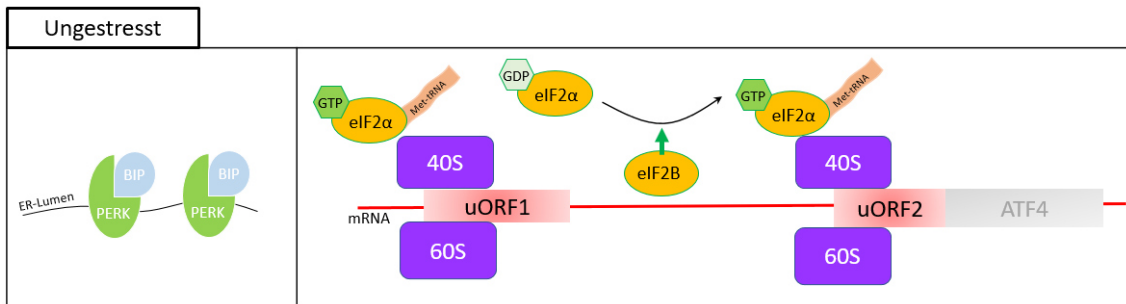 Ungestresst
BIP
BIP
ER-Lumen
PERK
PERK
GTP
eIF2α
Met-tRNA
GDP
eIF2α
GTP
eIF2α
Met-tRNA
40S
eIF2B
40S
mRNA
uORF1
uORF2
ATF4
60S
60S